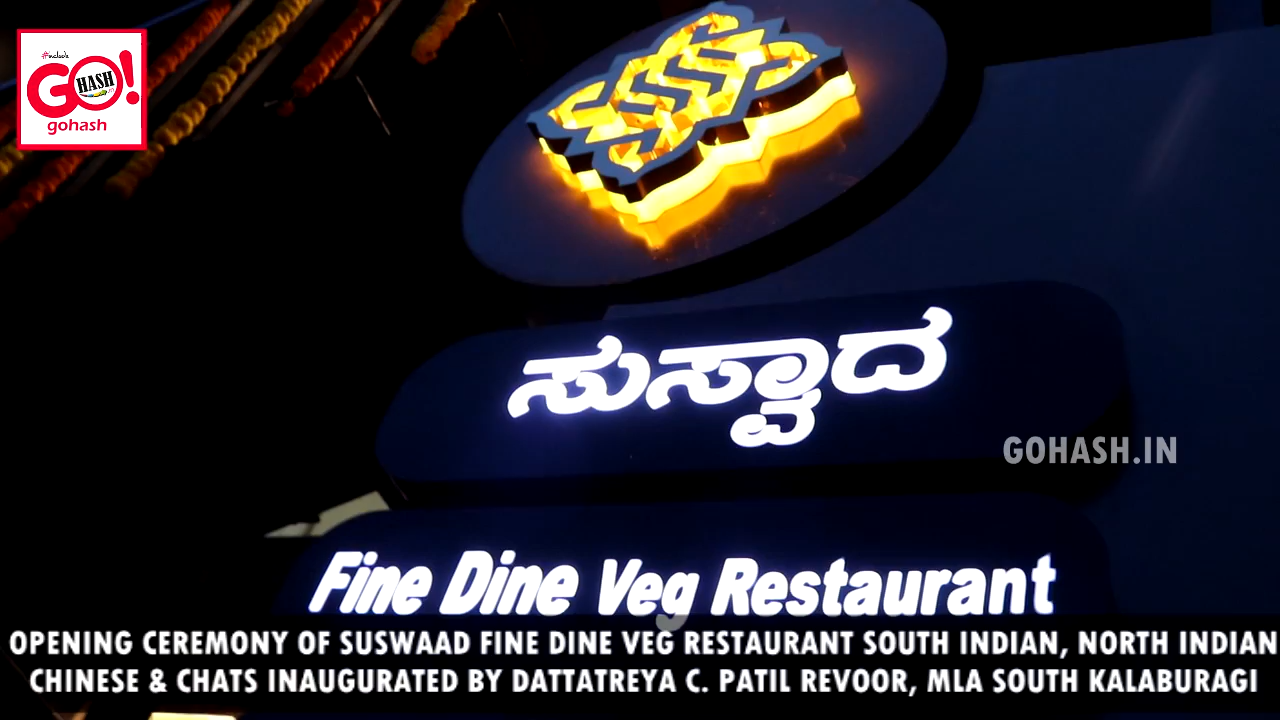 #include
GO!
HASH
gohash
ಸುಸ್ವಾದ
GOHASH.IN
Fine Dine Veg Restaurant
OPENING CEREMONY OF SUSWAAD FINE DINE VEG RESTAURANT SOUTH INDIAN, NORTH INDIAN
CHINESE & CHATS INAUGURATED BY DATTATREYA C. PATIL REVOOR, MLA SOUTH KALABURAGI